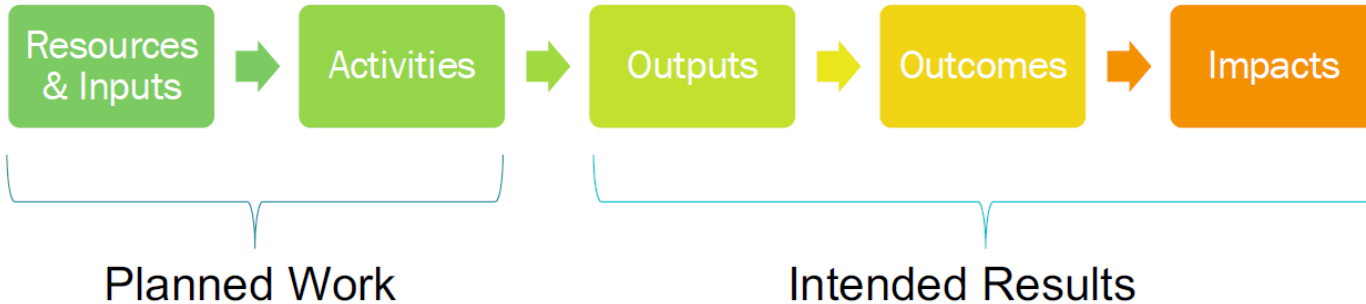 Resources
& Inputs
Activities
Outputs
Outcomes
Impacts
Planned Work
Intended Results